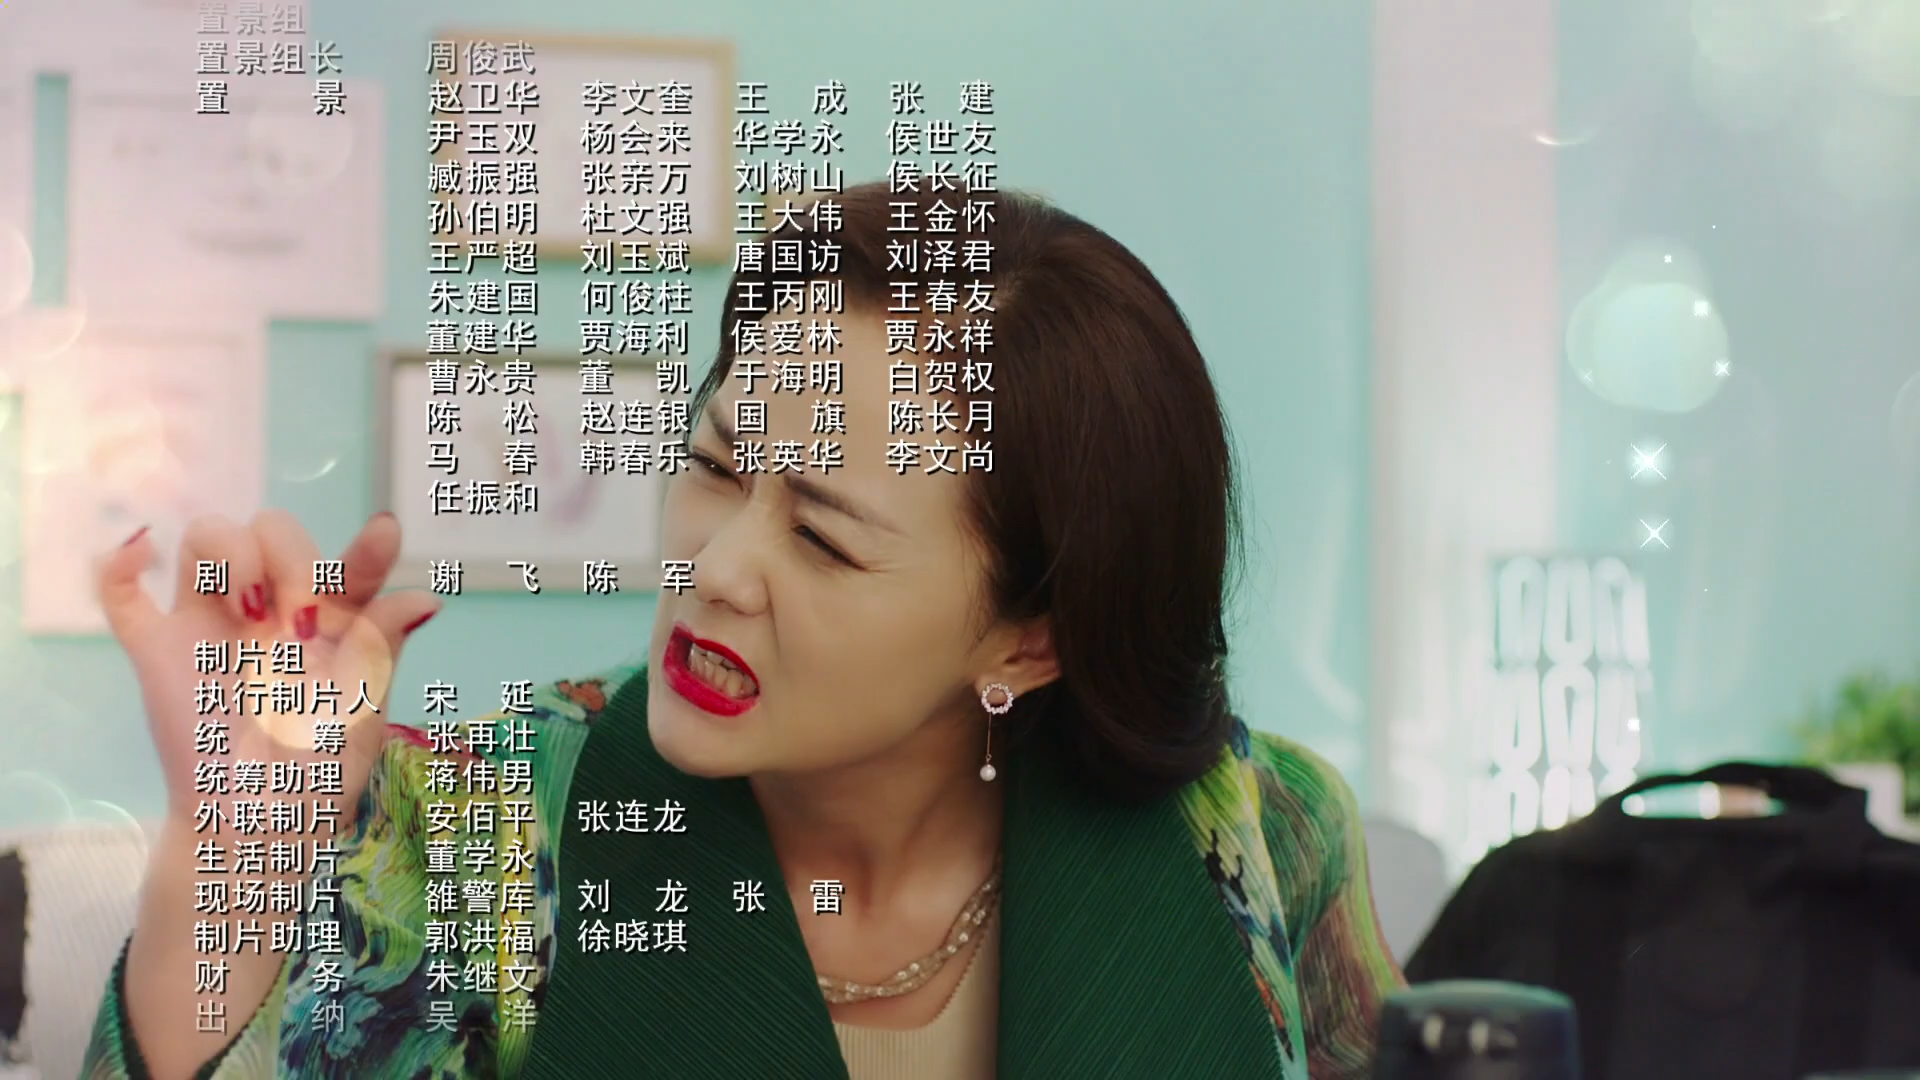 置景组
置景组长 周俊武
置景 赵卫华 李文奎 王成 张建
尹玉双 杨会来 华学永 侯世友
臧振强 张亲万 刘树山 侯长征
孙伯明 杜文强 王大伟 王金怀
王严超 刘玉斌 唐国访 刘泽君
朱建国 何俊柱 王丙刚 王春友
董建华 贾海利 侯爱林 贾永祥
曹永贵 董凯 于海明 白贺权
陈松 赵连银 国旗 陈长月
马春 韩春乐 张英华 李文尚
任振和
剧照 谢飞 陈军
制片组
执行制片人 宋延
统筹 张再壮
统筹助理 蒋伟男
外联制片 安佰平 张连龙
生活制片 董学永
现场制片 雒警库 刘龙 张雷
制片助理 郭洪福 徐晓琪
财务 朱继文
出纳 吴洋